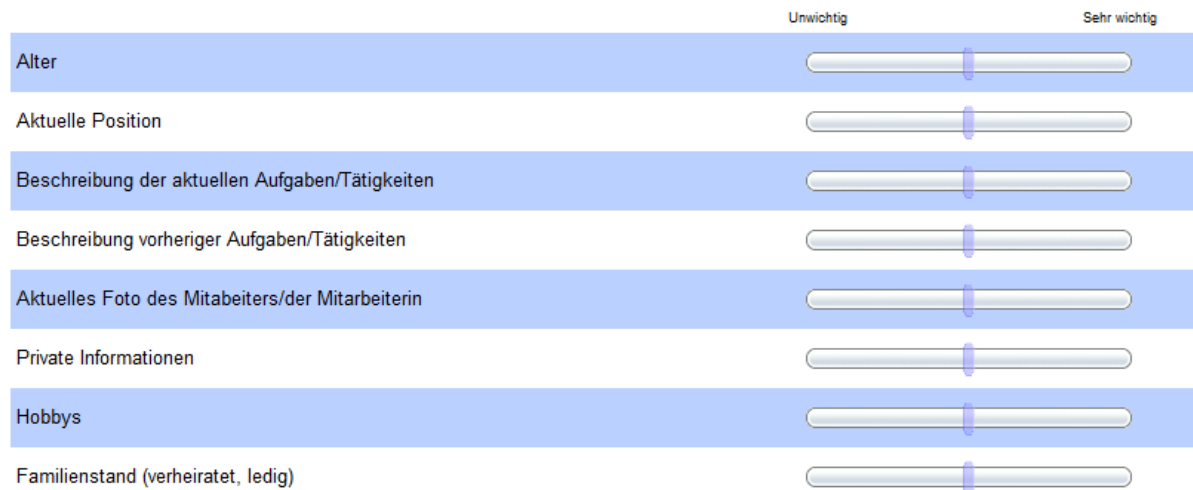 Unwichtig Sehr wichtig
Alter
Aktuelle Position
Beschreibung der aktuellen Aufgaben/Tätigkeiten
Beschreibung vorheriger Aufgaben/Tätigkeiten
Aktuelles Foto des Mitabeiters/der Mitarbeiterin
Private Informationen
Hobbys
Familienstand (verheiratet, ledig)